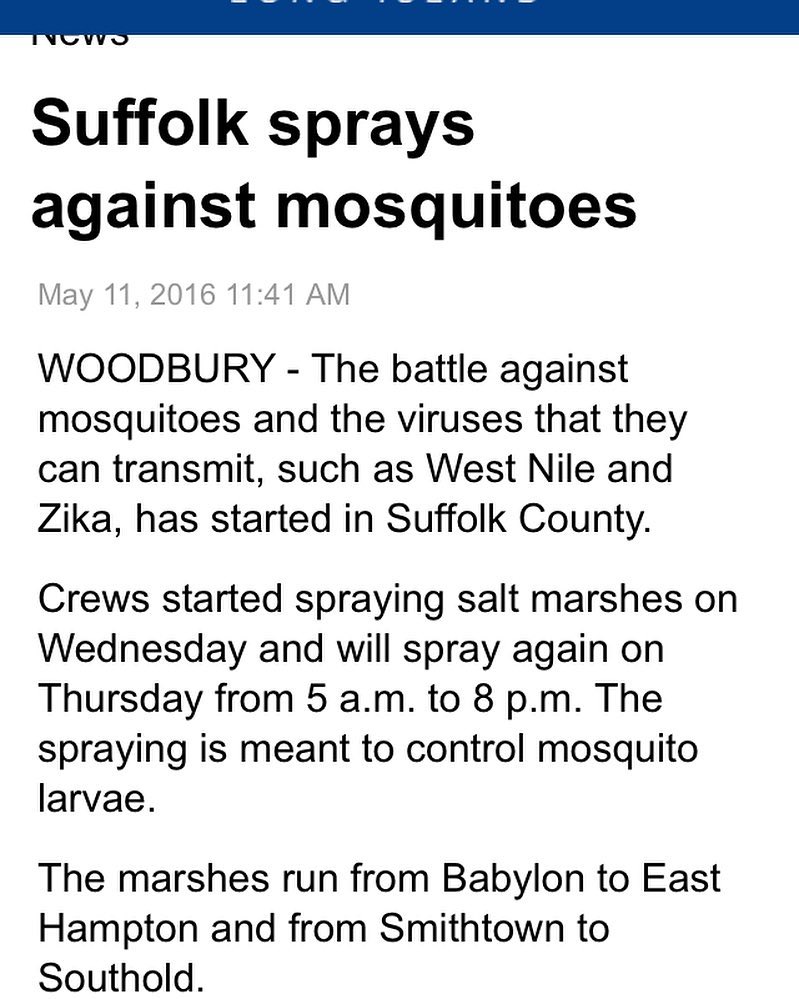 LONG ISLAND
News
Suffolk sprays
against mosquitoes
May 11, 2016 11:41 AM
WOODBURY - The battle against
mosquitoes and the viruses that they
can transmit, such as West Nile and
Zika, has started in Suffolk County.
Crews started spraying salt marshes on
Wednesday and will spray again on
Thursday from 5 a.m. to 8 p.m. The
spraying is meant to control mosquito
larvae.
The marshes run from Babylon to East
Hampton and from Smithtown to
Southold.